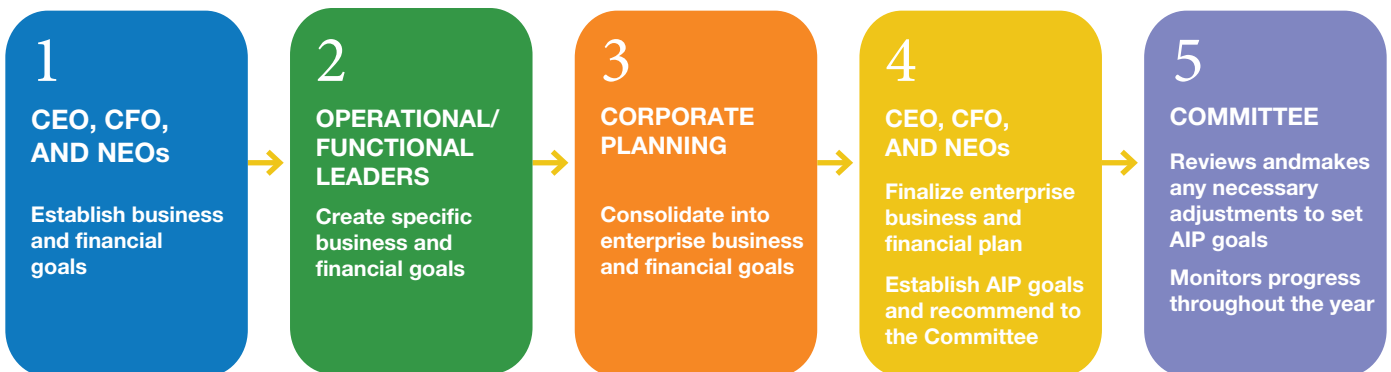 1
CEO, CFO,
AND NEOs
Establish business
and financial
goals
2
OPERATIONAL/
FUNCTIONAL
LEADERS
Create specific
business and
financial goals
3
CORPORATE
PLANNING
Consolidate into
enterprise business
and financial goals
4
CEO, CFO,
AND NEOs
Finalize enterprise
business and
financial plan
Establish AIP goals
and recommend to
the Committee
5
COMMITTEE
Reviews andmakes
any necessary
adjustments to set
AIP goals
Monitors progress
throughout the year